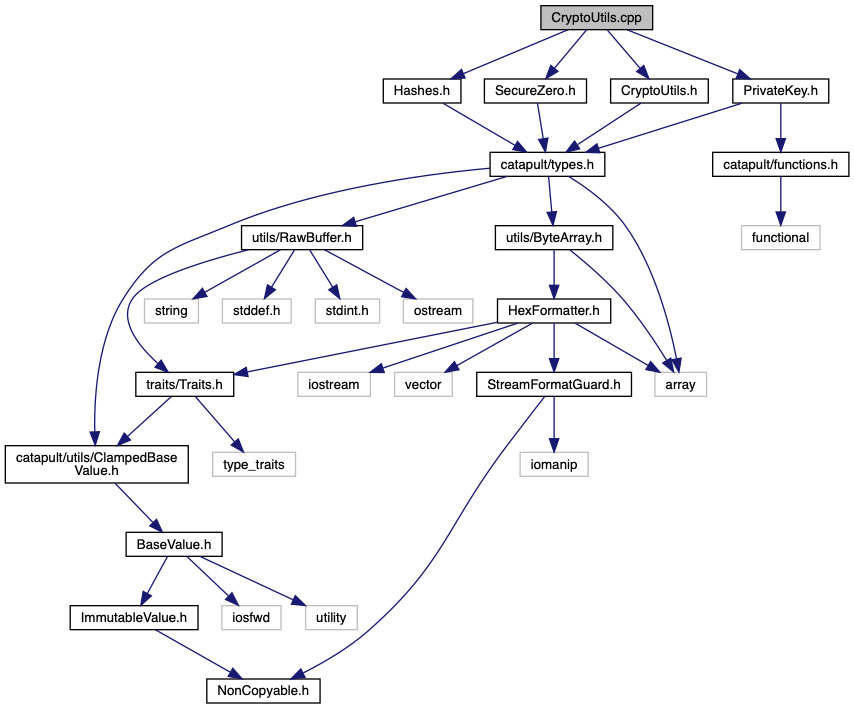 CryptoUtils.cpp
Hashes.h
SecureZero.h
CryptoUtils.h
PrivateKey.h
catapult/types.h
catapult/functions.h
utils/RawBuffer.h
utils/ByteArray.h
functional
string
stddef.h
stdint.h
ostream
HexFormatter.h
traits/Traits.h
iostream
vector
StreamFormatGuard.h
array
catapult/utils/ClampedBase
Value.h
type_traits
iomanip
BaseValue.h
ImmutableValue.h
iosfwd
utility
NonCopyable.h